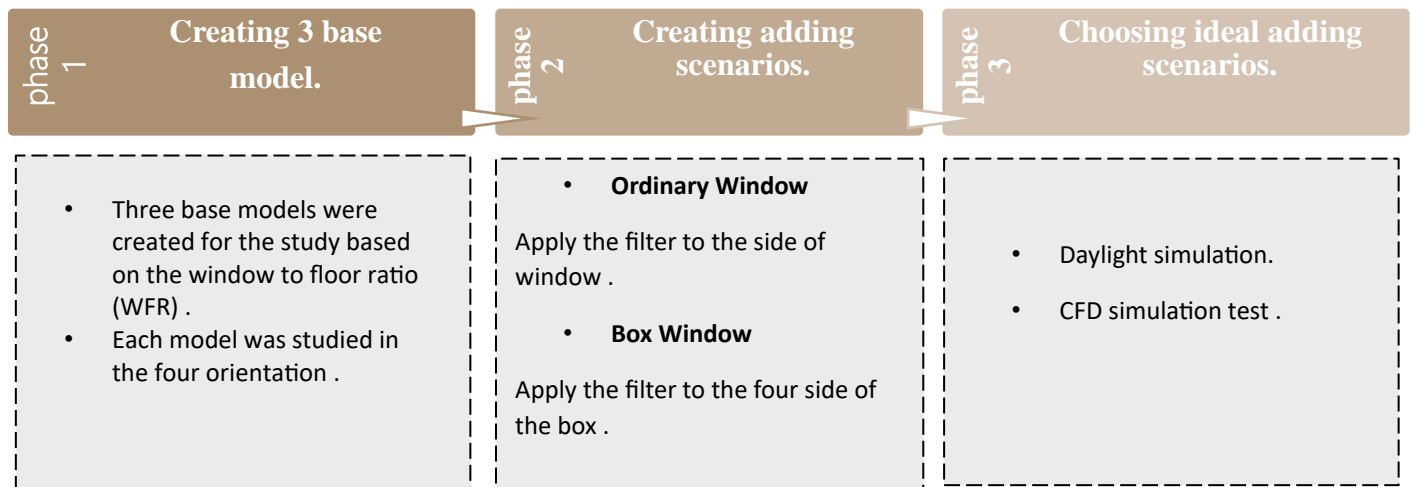 phase
1
Creating 3 base
model.
phase
2
Creating adding
scenarios.
phase
3
Choosing ideal adding
scenarios.
• Three base models were
created for the study based
on the window to floor ratio
(WFR) .
• Each model was studied in
the four orientation .
• Ordinary Window
Apply the filter to the side of
window .
• Box Window
Apply the filter to the four side of
the box .
• Daylight simulation.
• CFD simulation test .